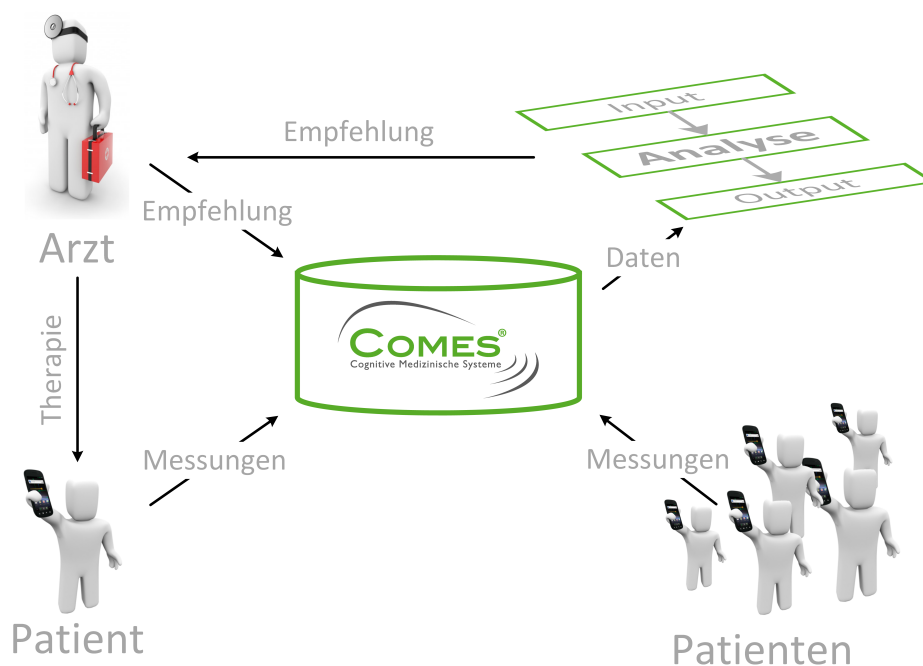 Input
Empfehlung
Analyse
Output
Empfehlung
Arzt
Daten
COMES®
Cognitive Medizinische Systeme
Therapie
Messungen
Messungen
Patient
Patienten